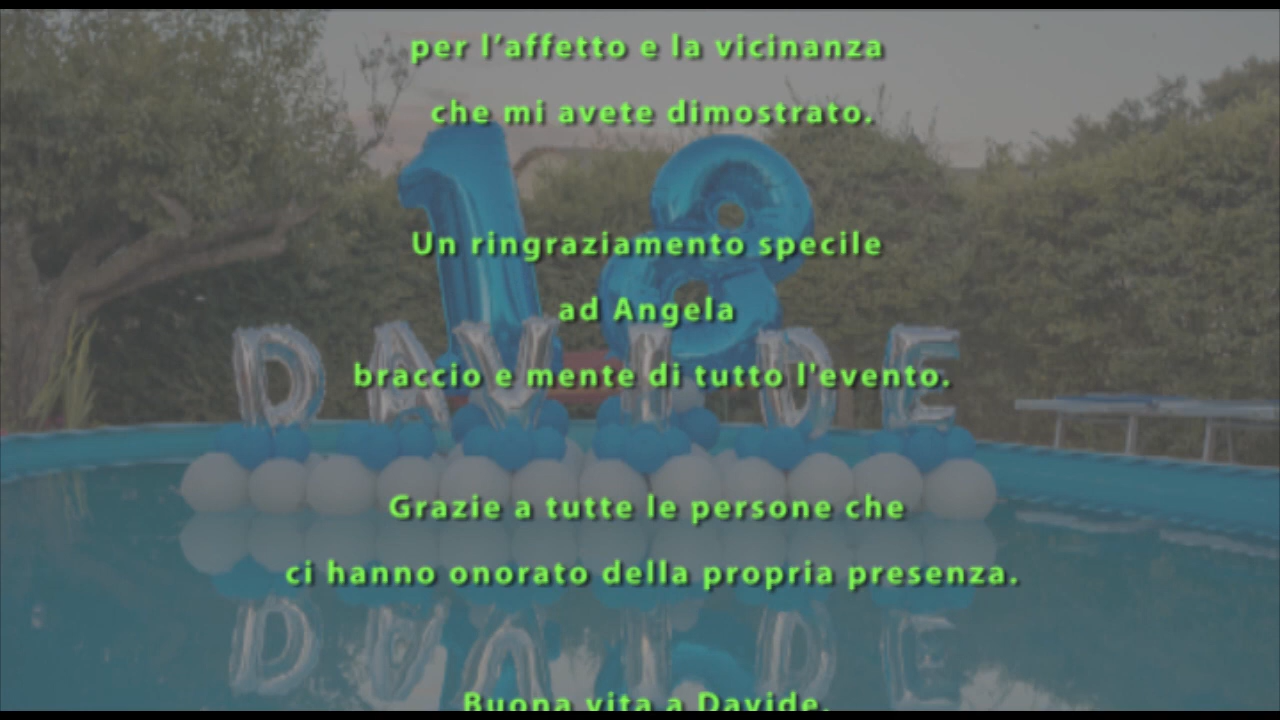 per l'affetto e la vicinanza
che mi avete dimostrato.
18
Un ringraziamento specile
ad Angela
DAVIDE
braccio e mente di tutto l'evento.
Grazie a tutte le persone che
ci hanno onorato della propria presenza.
Buona vita a Davide.